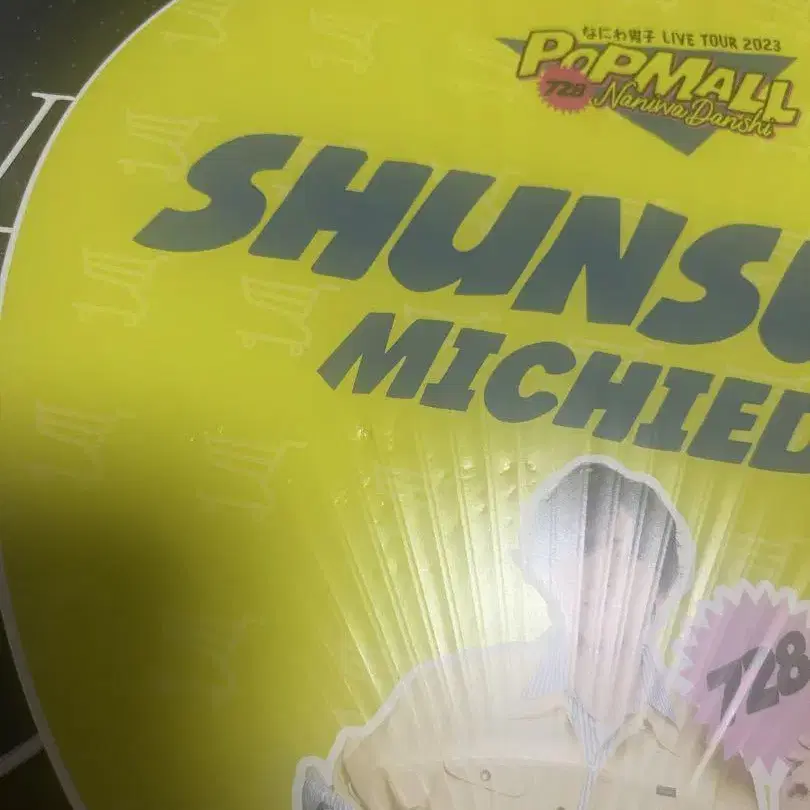 なにわ男子 LIVE TOUR 2023
POPMALL
728 Naniwa Danshi
SHUNSU
MICHIED
728